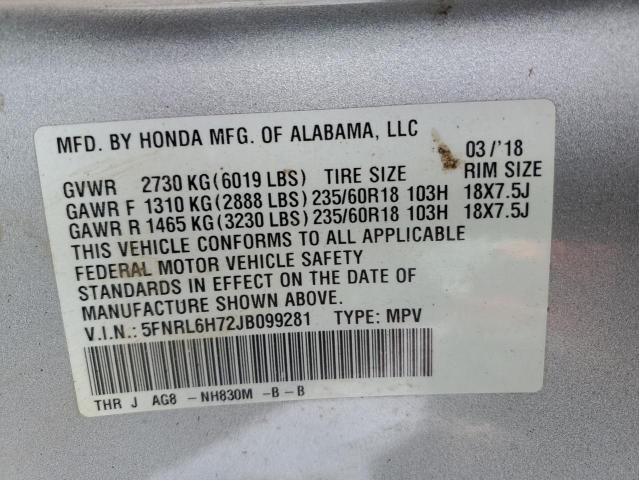 MFD. BY HONDA MFG. OF ALABAMA, LLC 03 /'18
GVWR 2730 KG(6019 LBS) TIRE SIZE RIM SIZE
GAWR F 1310 KG(2888 LBS) 235/60R18 103H 18X7.5J
GAWR R 1465 KG(3230 LBS) 235/60R18 103H 18X7.5J
THIS VEHICLE CONFORMS TO ALL APPLICABLE
FEDERAL MOTOR VEHICLE SAFETY
STANDARDS IN EFFECT ON THE DATE OF
MANUFACTURE SHOWN ABOVE.
V.I.N.: 5FNRL6H72JB099281 TYPE: MPV
THR J AG8 -NH830M -B-B